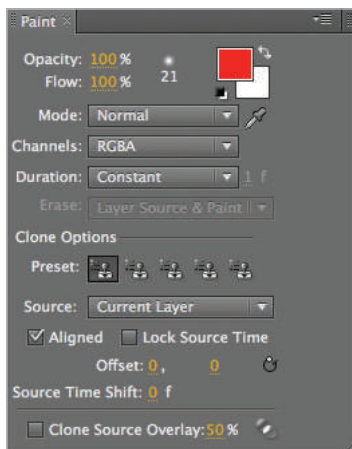 Paint
Opacity: 100 %
Flow: 100 % 21
Mode: Normal
Channels: RGBA
Duration: Constant 1 f
Erase: Layer Source & Paint
Clone Options
Preset:
Source: Current Layer
Aligned Lock Source Time
Offset: 0 , 0
Source Time Shift: 0 f
Clone Source Overlay: 50 %